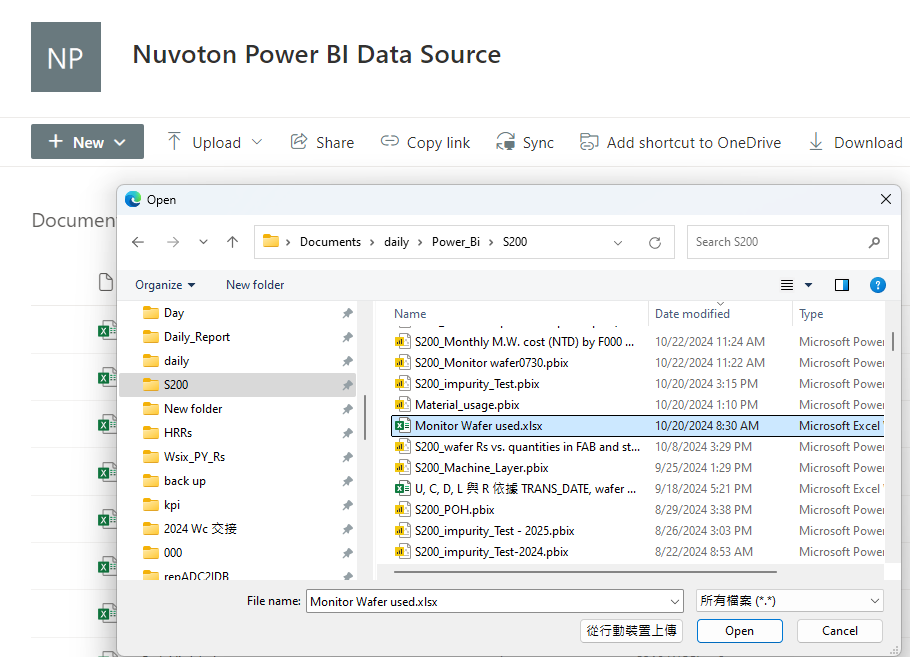 NP
Nuvoton Power BI Data Source
New Upload Share Copy link Sync Add shortcut to OneDrive Download
Documen
Open
Documents daily Power_Bi S200
Search S200
Organize New folder
Name Date modified Type
Day
Daily_Report
daily
S200
New folder
HRRs
Wsix_PY_Rs
back up
kpi
2024 Wc 交接
000
repADC2IDB
S200_Monthly M.W. cost (NTD) by F000 ... 10/22/2024 11:24 AM Microsoft Power
S200_Monitor wafer0730.pbix 10/22/2024 11:22 AM Microsoft Power
S200_impurity_Test.pbix 10/20/2024 3:15 PM Microsoft Power
Material_usage.pbix 10/20/2024 1:10 PM Microsoft Power
Monitor Wafer used.xlsx 10/20/2024 8:30 AM Microsoft Excel
S200_wafer Rs vs. quantities in FAB and st... 10/8/2024 3:29 PM Microsoft Power
S200_Machine_Layer.pbix 9/25/2024 1:29 PM Microsoft Power
U, C, D, L 與 R 依據 TRANS_DATE, wafer ... 9/18/2024 5:21 PM Microsoft Excel
S200_POH.pbix 8/29/2024 3:38 PM Microsoft Power
S200_impurity_Test - 2025.pbix 8/26/2024 3:03 PM Microsoft Power
S200_impurity_Test-2024.pbix 8/22/2024 8:53 AM Microsoft Power
File name: Monitor Wafer used.xlsx 所有檔案 (*.*)
從行動裝置上傳 Open Cancel